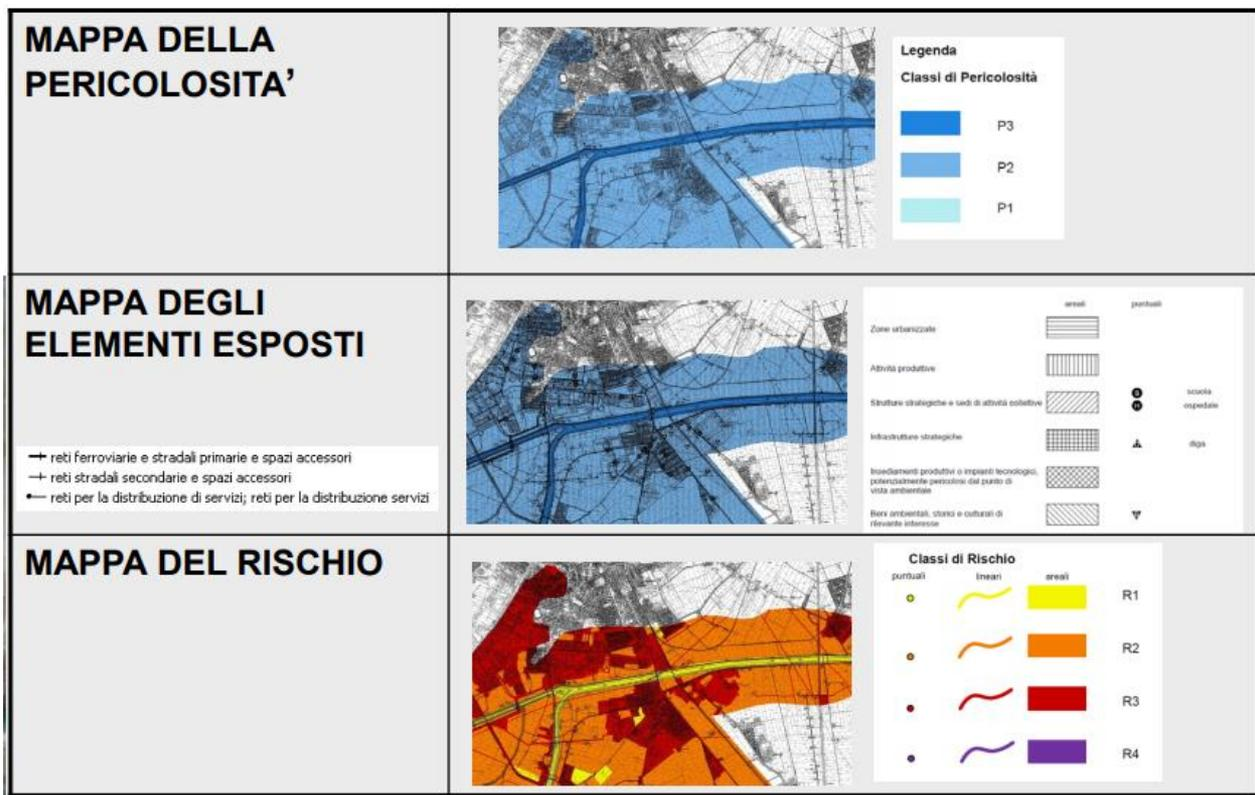 MAPPA DELLA
PERICOLOSITA’
Legenda
Classi di Pericolosità
P3
P2
P1
MAPPA DEGLI
ELEMENTI ESPOSTI
reti ferroviarie e stradali primarie e spazi accessori
reti stradali secondarie e spazi accessori
reti per la distribuzione di servizi; reti per la distribuzione servizi
areali puntuali
Zone urbanizzate
Attività produttive
Strutture strategiche e sedi di attività collettive
S scuola
H ospedale
Infrastrutture strategiche
diga
Insediamenti produttivi o impianti tecnologici,
potenzialmente pericolosi dal punto di
vista ambientale
Beni ambientali, storici e culturali di
rilevante interesse
MAPPA DEL RISCHIO
Classi di Rischio
puntuali lineari areali
R1
R2
R3
R4